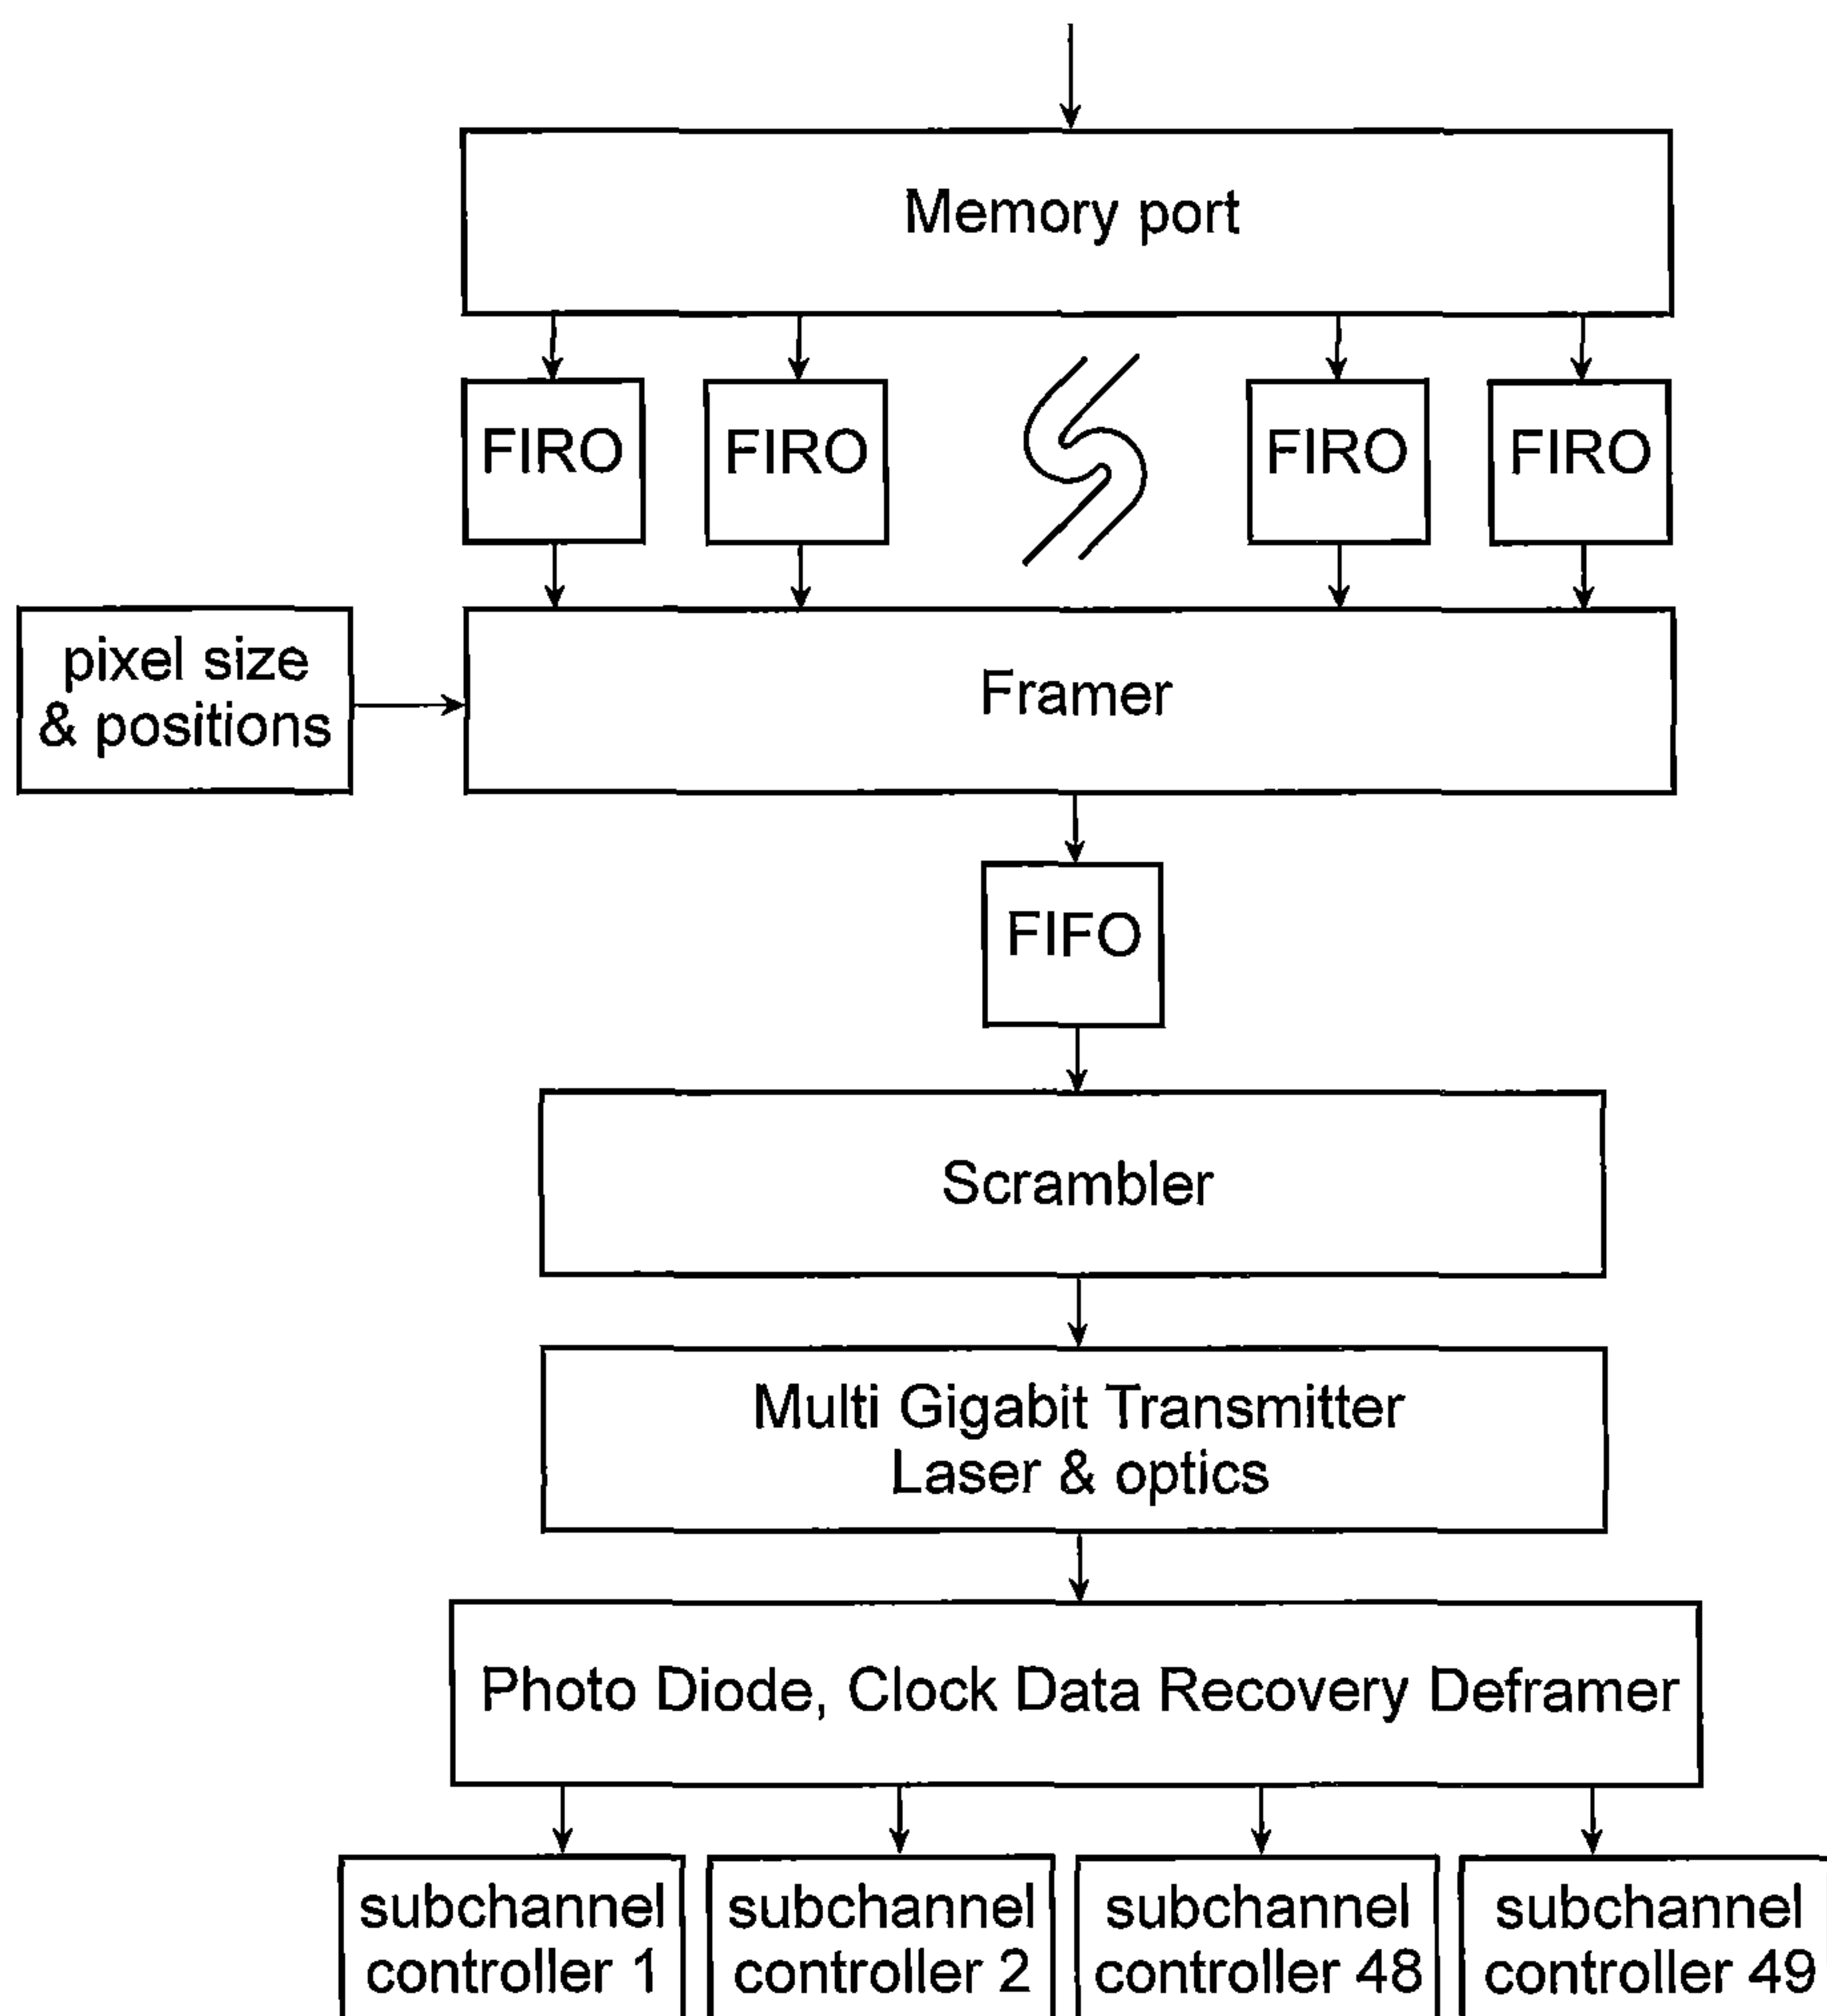 Memory port
FIRO FIRO FIRO FIRO
pixel size
& positions
Framer
FIFO
Scrambler
Multi Gigabit Transmitter
Laser & optics
Photo Diode, Clock Data Recovery Deframer
subchannel
controller 1
subchannel
controller 2
subchannel
controller 48
subchannel
controller 49